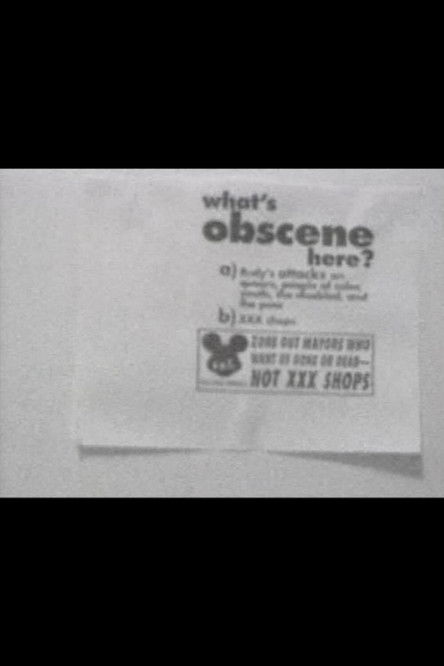 what's
obscene
here?
a) Rudy's attacks on
queers, people of color,
youth, the disabled, and
the poor
b) XXX shops
ZONE OUT MAYORS WHO
WANT US GONE OR DEAD—
NOT XXX SHOPS